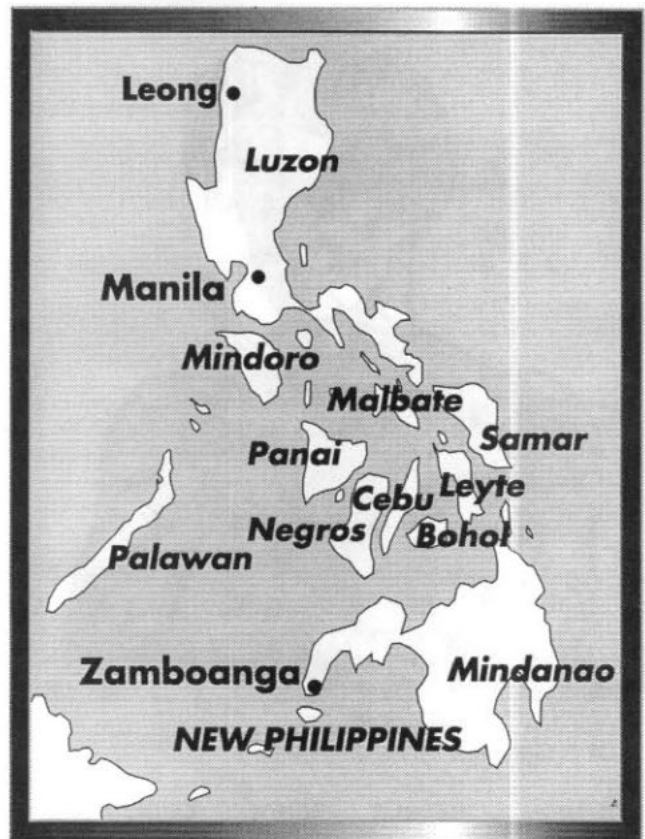 Leong
Luzon
Manila
Mindoro
Malbate
Samar
Panai
Cebu
Leyte
Negros
Bohol
Palawan
Zamboanga
Mindanao
NEW PHILIPPINES